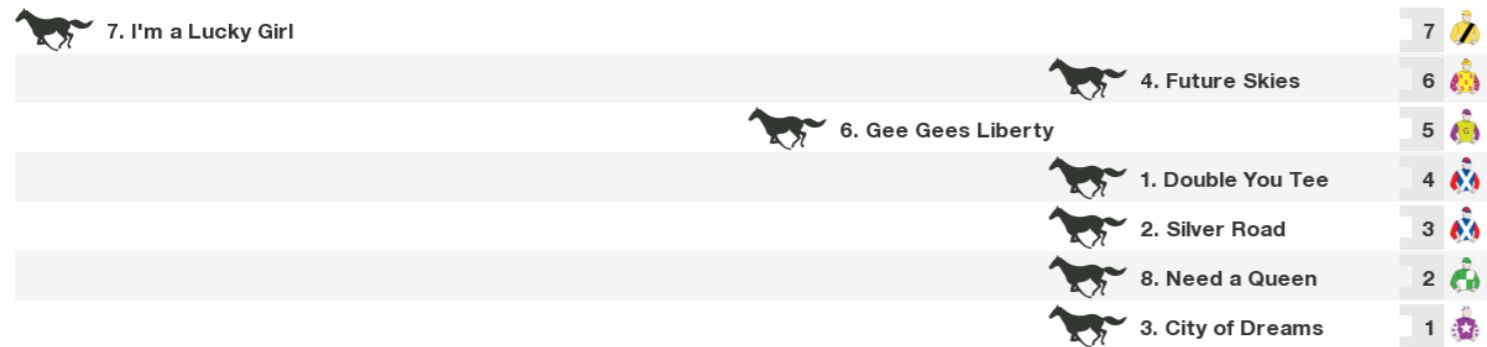 7. I'm a Lucky Girl 7
4. Future Skies 6
6. Gee Gees Liberty 5
1. Double You Tee 4
2. Silver Road 3
8. Need a Queen 2
3. City of Dreams 1